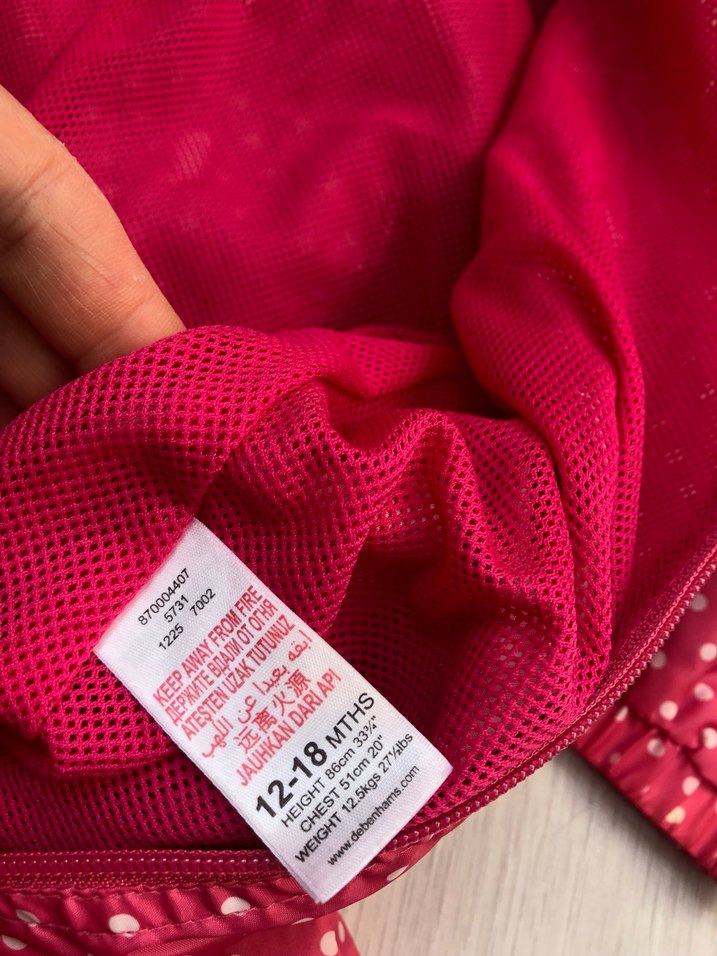 870004407
5731
1225 7002
KEEP AWAY FROM FIRE
ДЕРЖИТЕ ВДАЛИ ОТ ОГНЯ
ATEŞTEN UZAK TUTUNUZ
ابقه بعيدا عن اللهب
远离火源
JAUHKAN DARI API
12-18 MTHS
HEIGHT 86cm 33¾"
CHEST 51cm 20"
WEIGHT 12.5kgs 27½lbs
www.debenhams.com